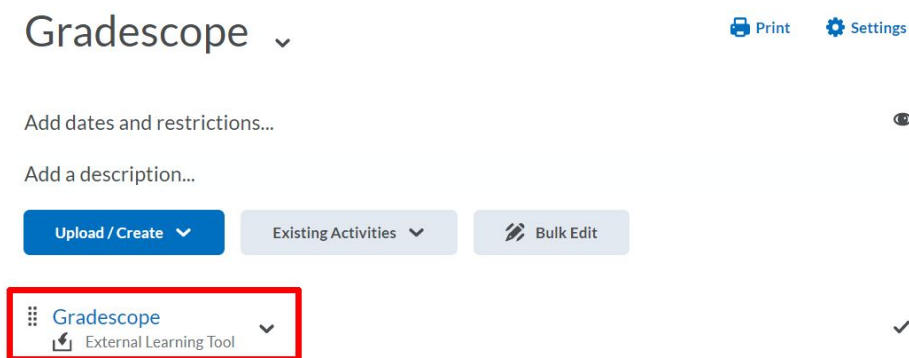 Gradescope
Print Settings
Add dates and restrictions...
Add a description...
Upload / Create Existing Activities Bulk Edit
Gradescope
External Learning Tool